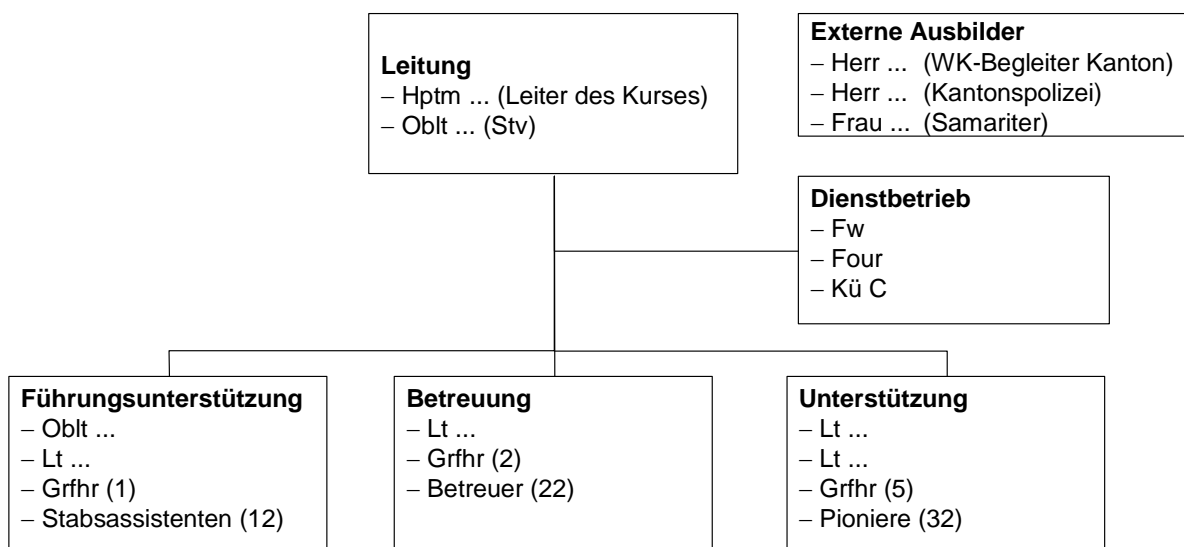 Leitung
– Hptm ... (Leiter des Kurses)
– Oblt ... (Stv)
Externe Ausbilder
– Herr ... (WK-Begleiter Kanton)
– Herr ... (Kantonspolizei)
– Frau ... (Samariter)
Dienstbetrieb
– Fw
– Four
– Kü C
Führungsunterstützung
– Oblt ...
– Lt ...
– Grfhr (1)
– Stabsassistenten (12)
Betreuung
– Lt ...
– Grfhr (2)
– Betreuer (22)
Unterstützung
– Lt ...
– Lt ...
– Grfhr (5)
– Pioniere (32)